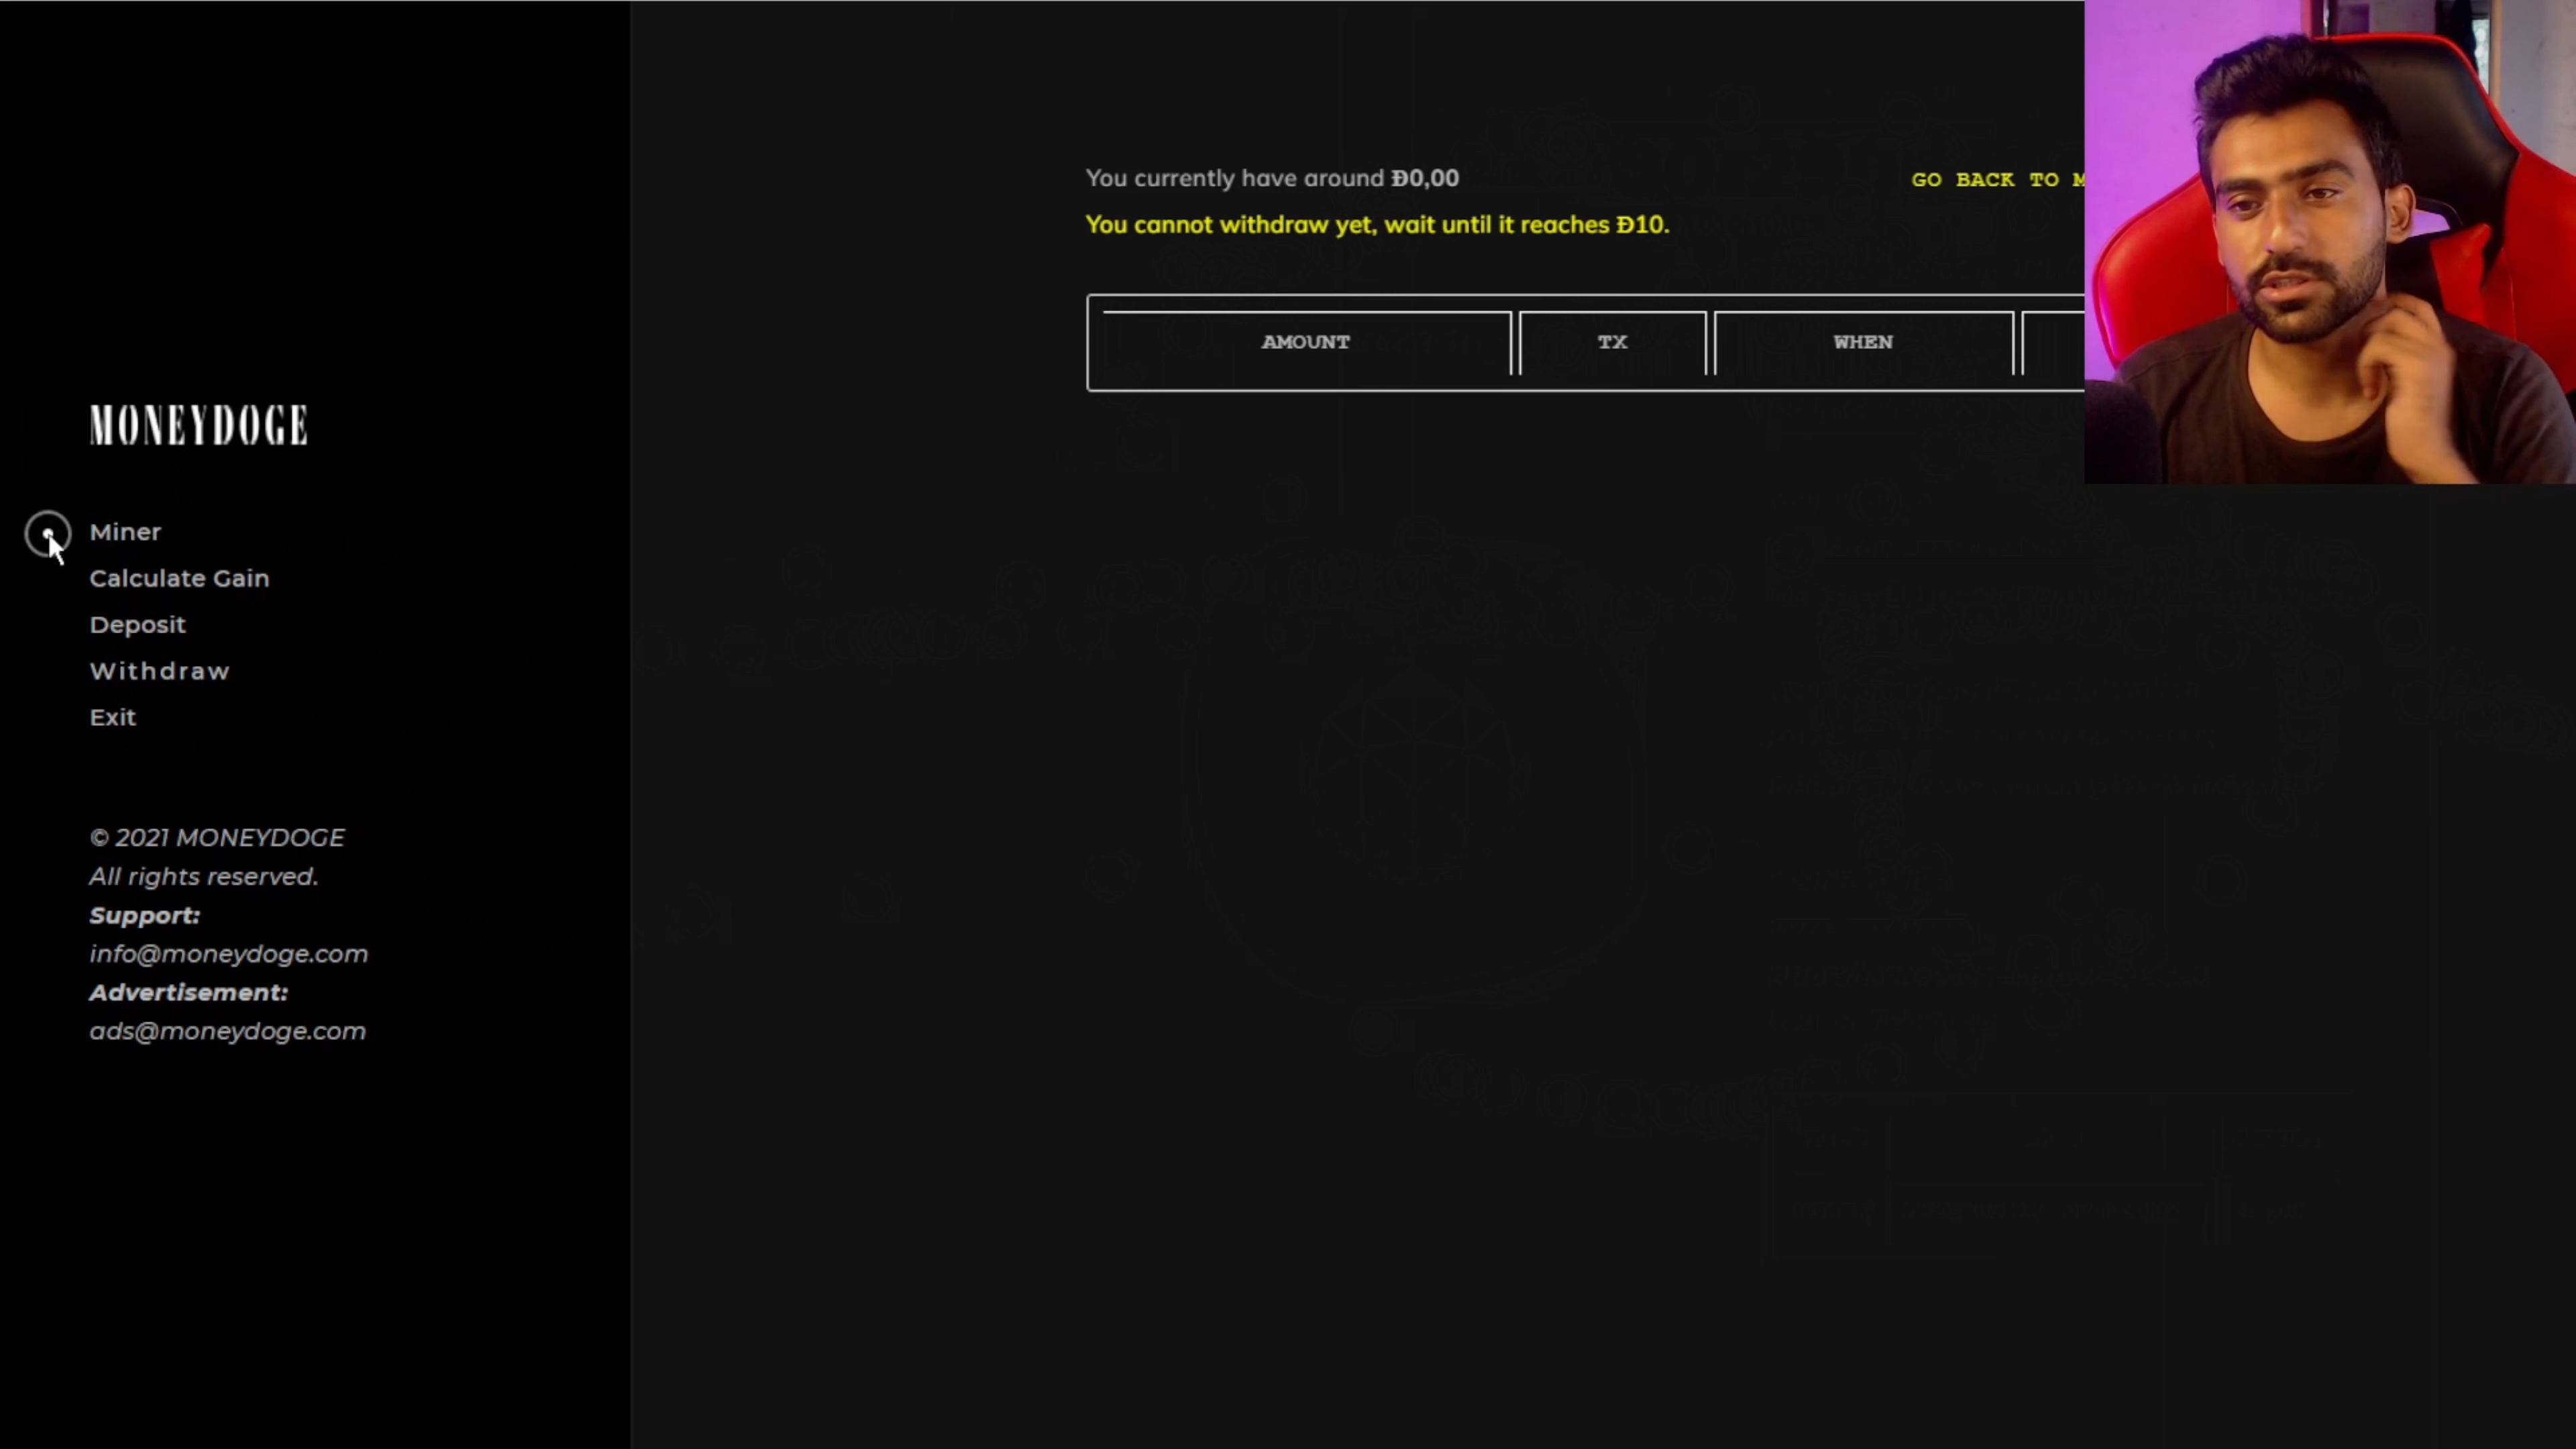 You currently have around Ð0,00
GO BACK TO
You cannot withdraw yet, wait until it reaches Ð10.
AMOUNT
TX
WHEN
MONEYDOGE
Miner
Calculate Gain
Deposit
Withdraw
Exit
© 2021 MONEYDOGE
All rights reserved.
Support:
info@moneydoge.com
Advertisement:
ads@moneydoge.com